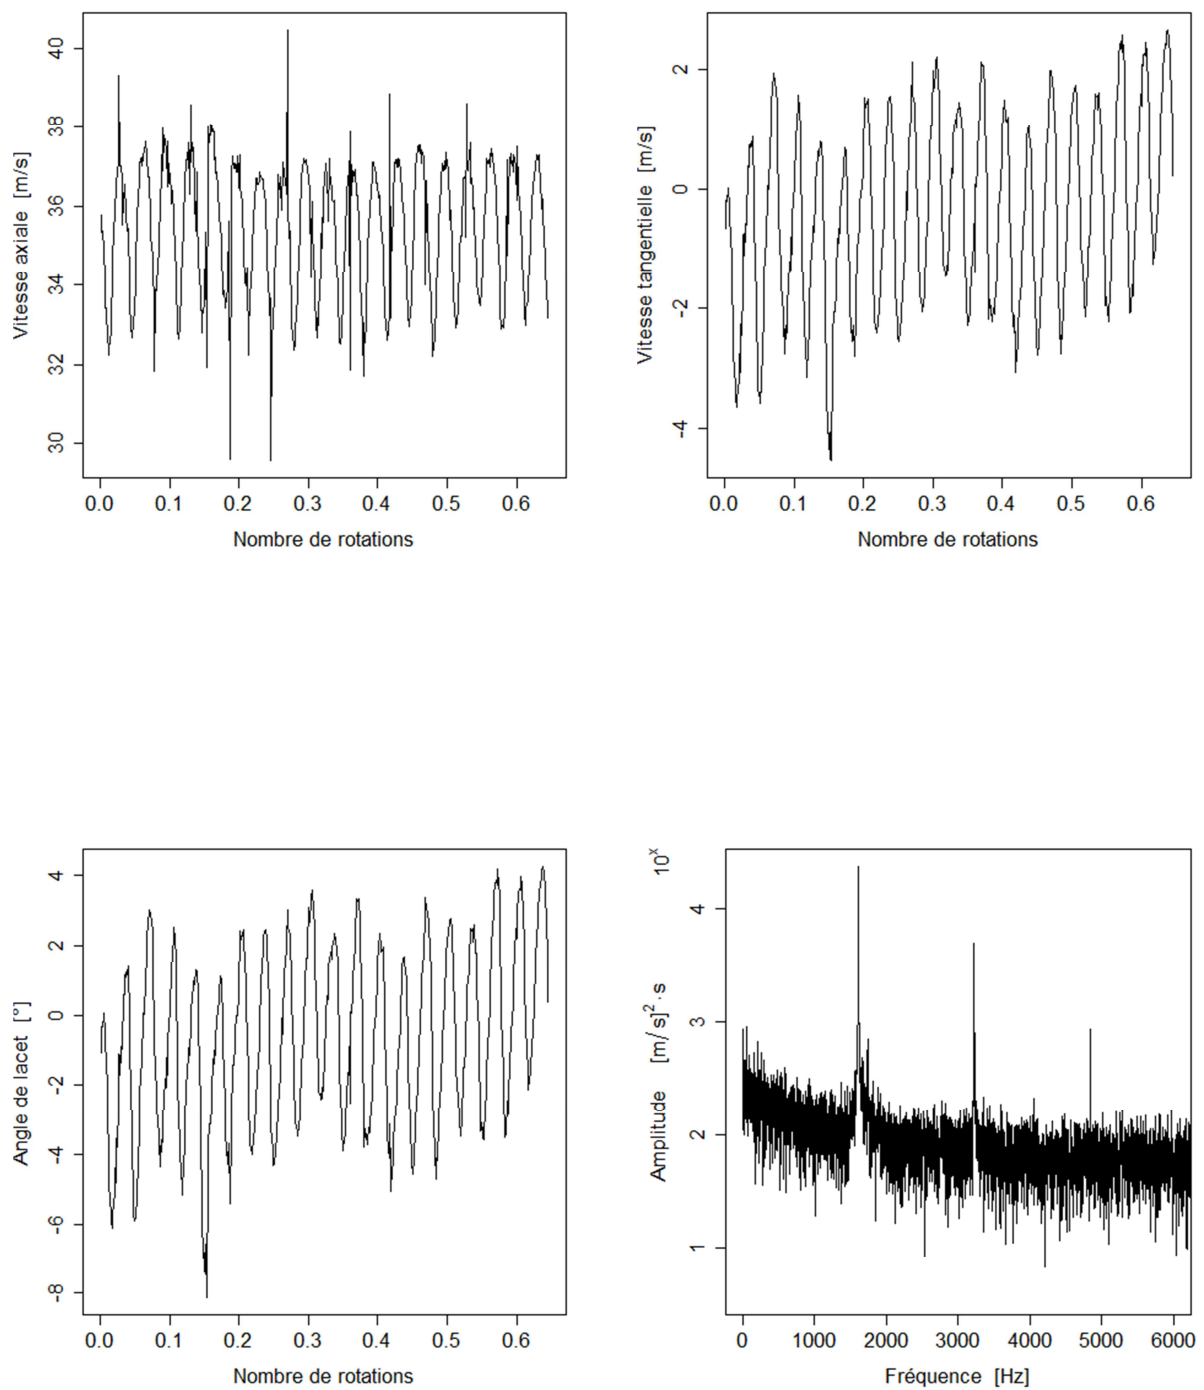 Vitesse axiale [m/s]
40
38
36
34
32
30
0.0 0.1 0.2 0.3 0.4 0.5 0.6
Nombre de rotations
Vitesse tangentielle [m/s]
2
0
-2
-4
0.0 0.1 0.2 0.3 0.4 0.5 0.6
Nombre de rotations
Angle de lacet [°]
4
2
0
-2
-4
-6
-8
0.0 0.1 0.2 0.3 0.4 0.5 0.6
Nombre de rotations
Amplitude [m/s]²·s 10ˣ
4
3
2
1
0 1000 2000 3000 4000 5000 6000
Fréquence [Hz]